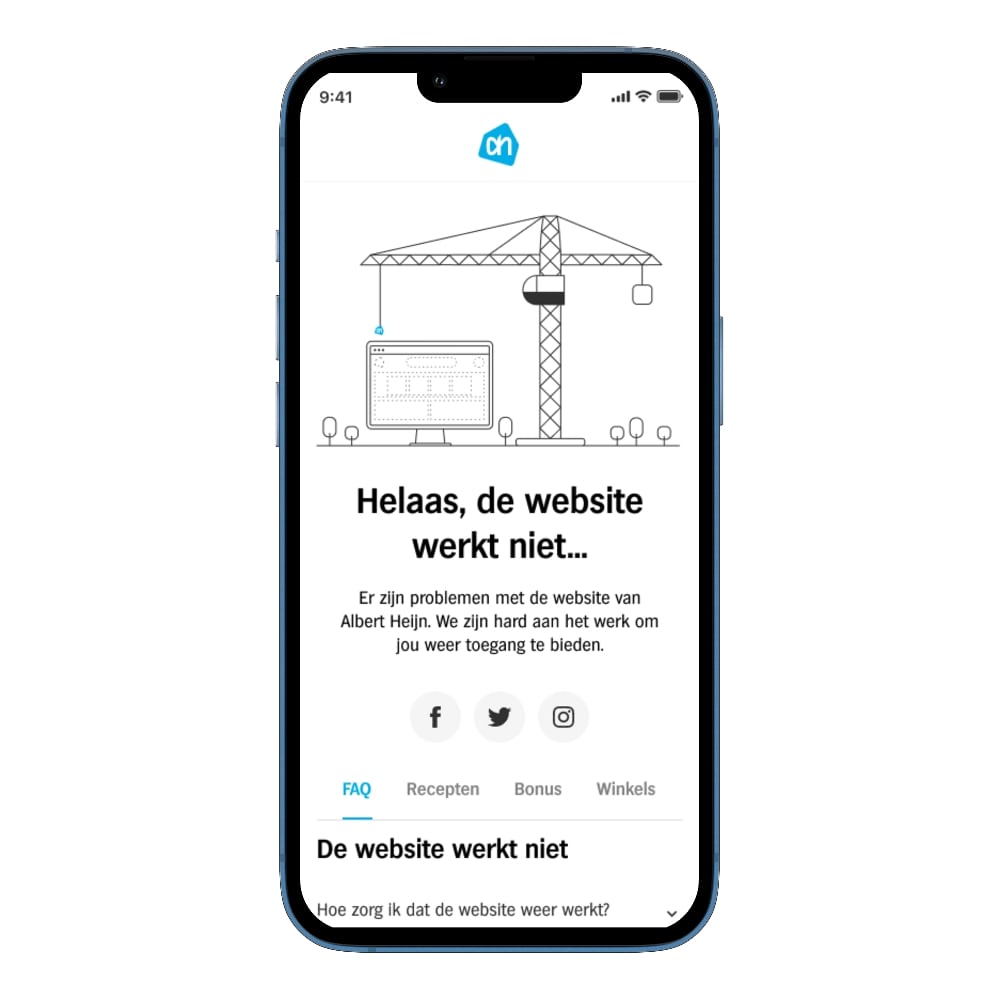 9:41
ah
Helaas, de website
werkt niet...
Er zijn problemen met de website van
Albert Heijn. We zijn hard aan het werk om
jou weer toegang te bieden.
FAQ Recepten Bonus Winkels
De website werkt niet
Hoe zorg ik dat de website weer werkt?